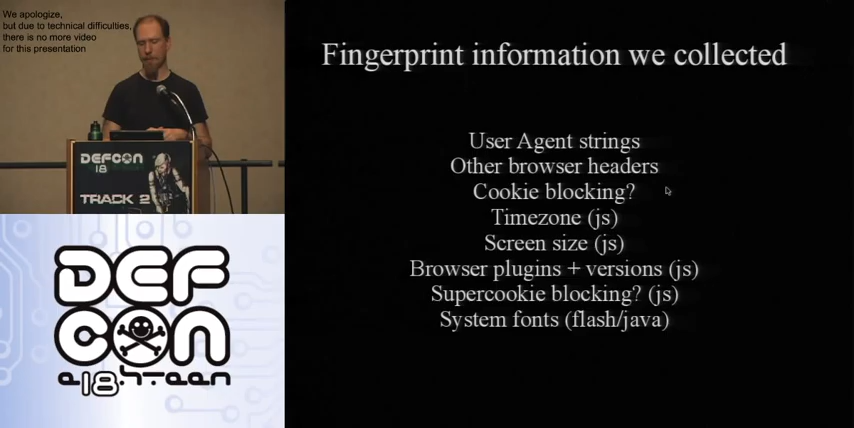 We apologize,
but due to technical difficulties,
there is no more video
for this presentation
DEFCON
18
TRACK 2
DEF
CON
e18hteen
Fingerprint information we collected
User Agent strings
Other browser headers
Cookie blocking?
Timezone (js)
Screen size (js)
Browser plugins + versions (js)
Supercookie blocking? (js)
System fonts (flash/java)